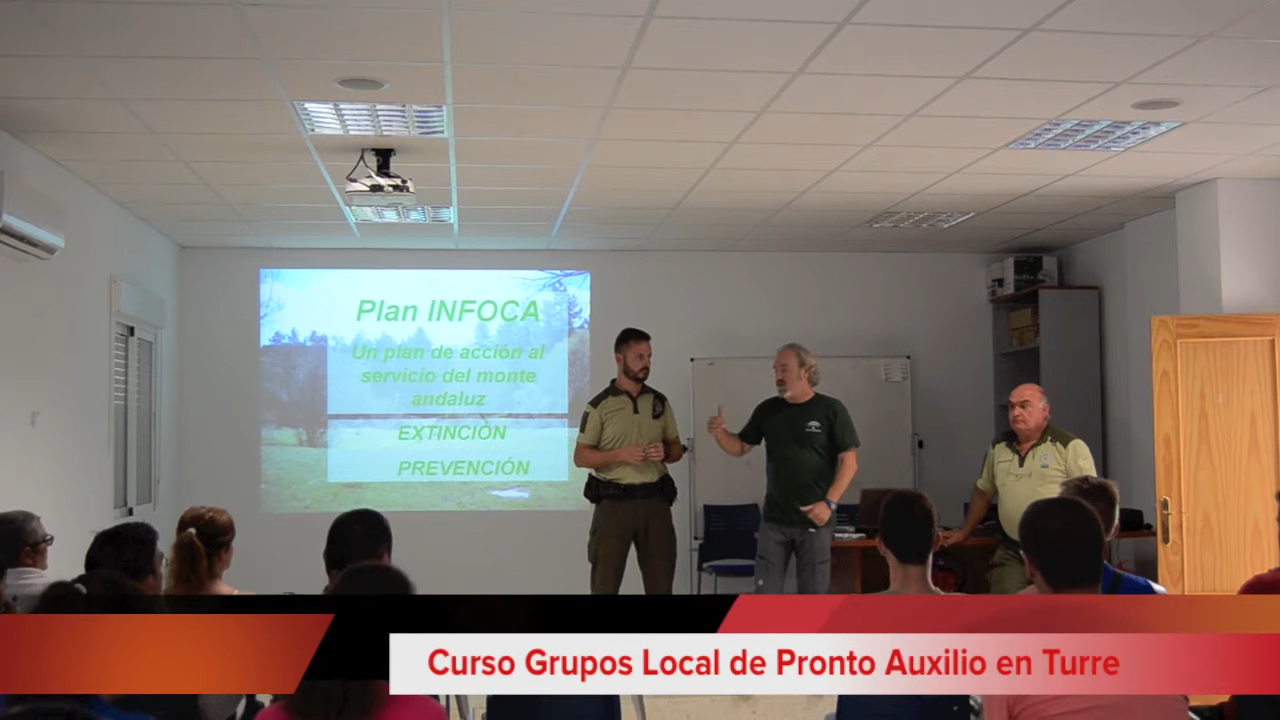 Plan INFOCA
Un plan de acción al
servicio del monte
andaluz
EXTINCIÓN
PREVENCIÓN
Curso Grupos Local de Pronto Auxilio en Turre